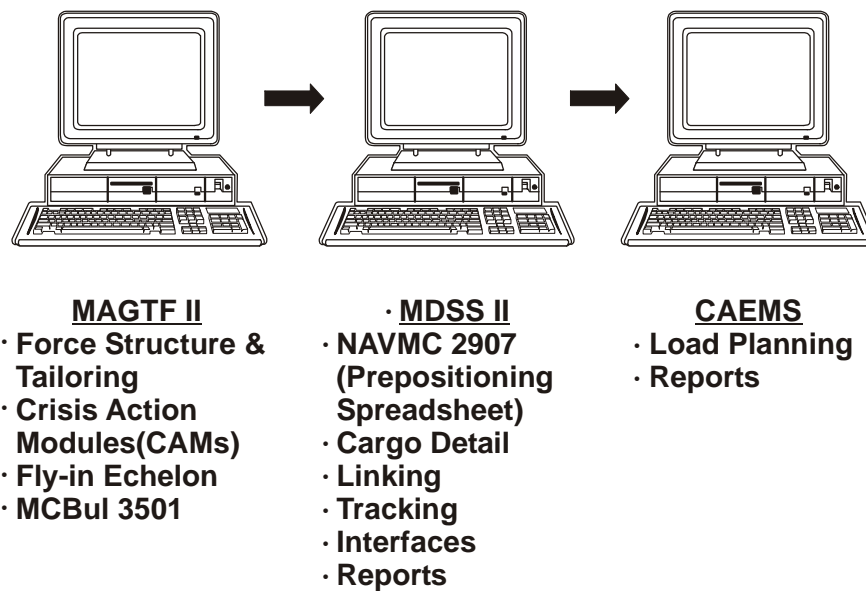 MAGTF II
· Force Structure &
Tailoring
· Crisis Action
Modules(CAMs)
· Fly-in Echelon
· MCBul 3501
· MDSS II
· NAVMC 2907
(Prepositioning
Spreadsheet)
· Cargo Detail
· Linking
· Tracking
· Interfaces
· Reports
CAEMS
· Load Planning
· Reports